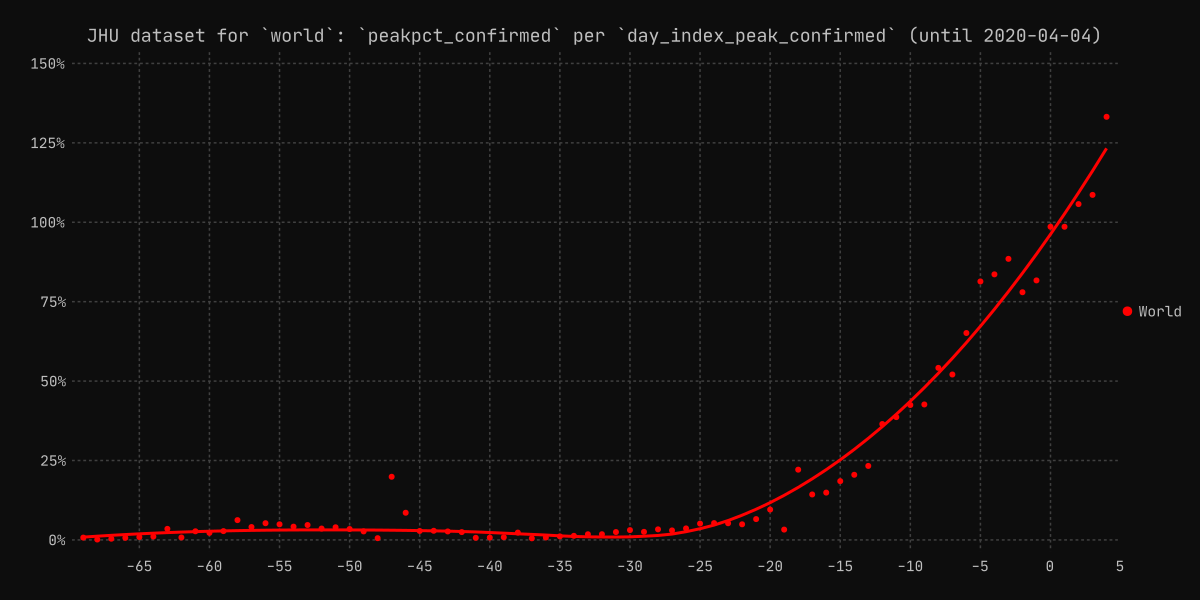 JHU dataset for `world`: `peakpct_confirmed` per `day_index_peak_confirmed` (until 2020-04-04)
150%
125%
100%
75%
50%
25%
0%
World
-65 -60 -55 -50 -45 -40 -35 -30 -25 -20 -15 -10 -5 0 5